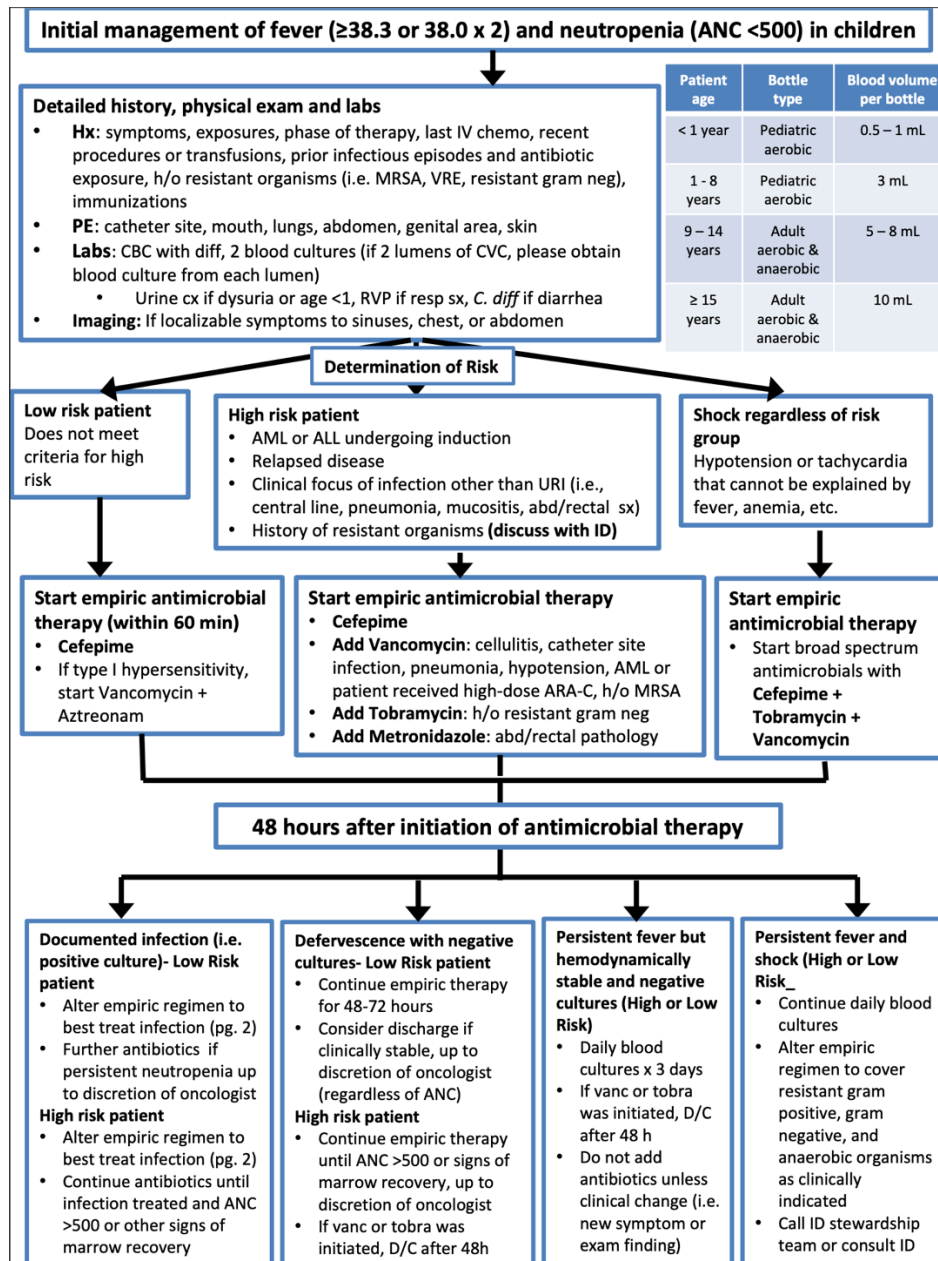 Initial management of fever (≥38.3 or 38.0 x 2) and neutropenia (ANC <500) in children
Detailed history, physical exam and labs
• Hx: symptoms, exposures, phase of therapy, last IV chemo, recent
procedures or transfusions, prior infectious episodes and antibiotic
exposure, h/o resistant organisms (i.e. MRSA, VRE, resistant gram neg),
immunizations
• PE: catheter site, mouth, lungs, abdomen, genital area, skin
• Labs: CBC with diff, 2 blood cultures (if 2 lumens of CVC, please obtain
blood culture from each lumen)
• Urine cx if dysuria or age <1, RVP if resp sx, C. diff if diarrhea
• Imaging: If localizable symptoms to sinuses, chest, or abdomen
Patient age Bottle type Blood volume per bottle
< 1 year Pediatric aerobic 0.5 – 1 mL
1 - 8 years Pediatric aerobic 3 mL
9 – 14 years Adult aerobic & anaerobic 5 – 8 mL
≥ 15 years Adult aerobic & anaerobic 10 mL
Determination of Risk
Low risk patient
Does not meet
criteria for high
risk
High risk patient
• AML or ALL undergoing induction
• Relapsed disease
• Clinical focus of infection other than URI (i.e.,
central line, pneumonia, mucositis, abd/rectal sx)
• History of resistant organisms (discuss with ID)
Shock regardless of risk
group
Hypotension or tachycardia
that cannot be explained by
fever, anemia, etc.
Start empiric antimicrobial
therapy (within 60 min)
• Cefepime
• If type I hypersensitivity,
start Vancomycin +
Aztreonam
Start empiric antimicrobial therapy
• Cefepime
• Add Vancomycin: cellulitis, catheter site
infection, pneumonia, hypotension, AML or
patient received high-dose ARA-C, h/o MRSA
• Add Tobramycin: h/o resistant gram neg
• Add Metronidazole: abd/rectal pathology
Start empiric
antimicrobial therapy
• Start broad spectrum
antimicrobials with
Cefepime +
Tobramycin +
Vancomycin
48 hours after initiation of antimicrobial therapy
Documented infection (i.e.
positive culture)- Low Risk
patient
• Alter empiric regimen to
best treat infection (pg. 2)
• Further antibiotics if
persistent neutropenia up
to discretion of oncologist
High risk patient
• Alter empiric regimen to
best treat infection (pg. 2)
• Continue antibiotics until
infection treated and ANC
>500 or other signs of
marrow recovery
Defervescence with negative
cultures- Low Risk patient
• Continue empiric therapy
for 48-72 hours
• Consider discharge if
clinically stable, up to
discretion of oncologist
(regardless of ANC)
High risk patient
• Continue empiric therapy
until ANC >500 or signs of
marrow recovery, up to
discretion of oncologist
• If vanc or tobra was
initiated, D/C after 48h
Persistent fever but
hemodynamically
stable and negative
cultures (High or Low
Risk)
• Daily blood
cultures x 3 days
• If vanc or tobra
was initiated, D/C
after 48 h
• Do not add
antibiotics unless
clinical change (i.e.
new symptom or
exam finding)
Persistent fever and
shock (High or Low
Risk_
• Continue daily blood
cultures
• Alter empiric
regimen to cover
resistant gram
positive, gram
negative, and
anaerobic organisms
as clinically
indicated
• Call ID stewardship
team or consult ID